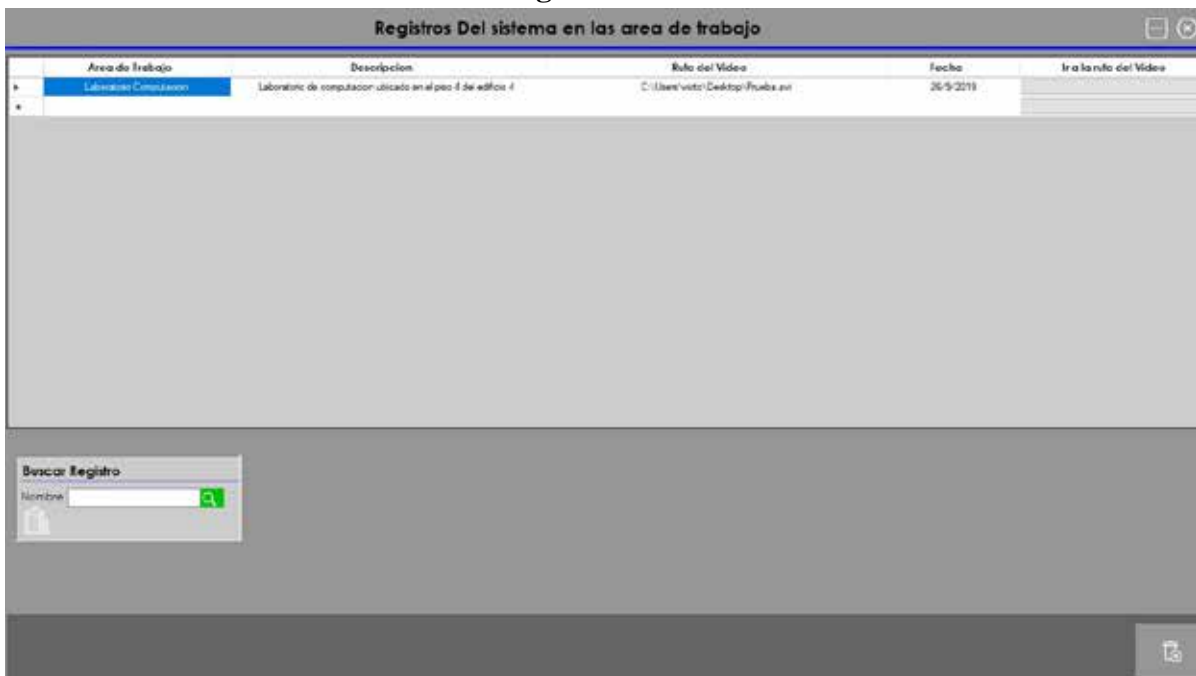 Registros Del sistema en las area de trabajo
Area de Trabajo Descripcion Ruta del Video Fecha Ir a la ruta del Video
Laboratorio Computacion Laboratorio de computacion ubicado en el piso 4 del edificio 4 C:\Users\victo\Desktop\Prueba.avi 26/5/2019
Buscar Registro
Nombre